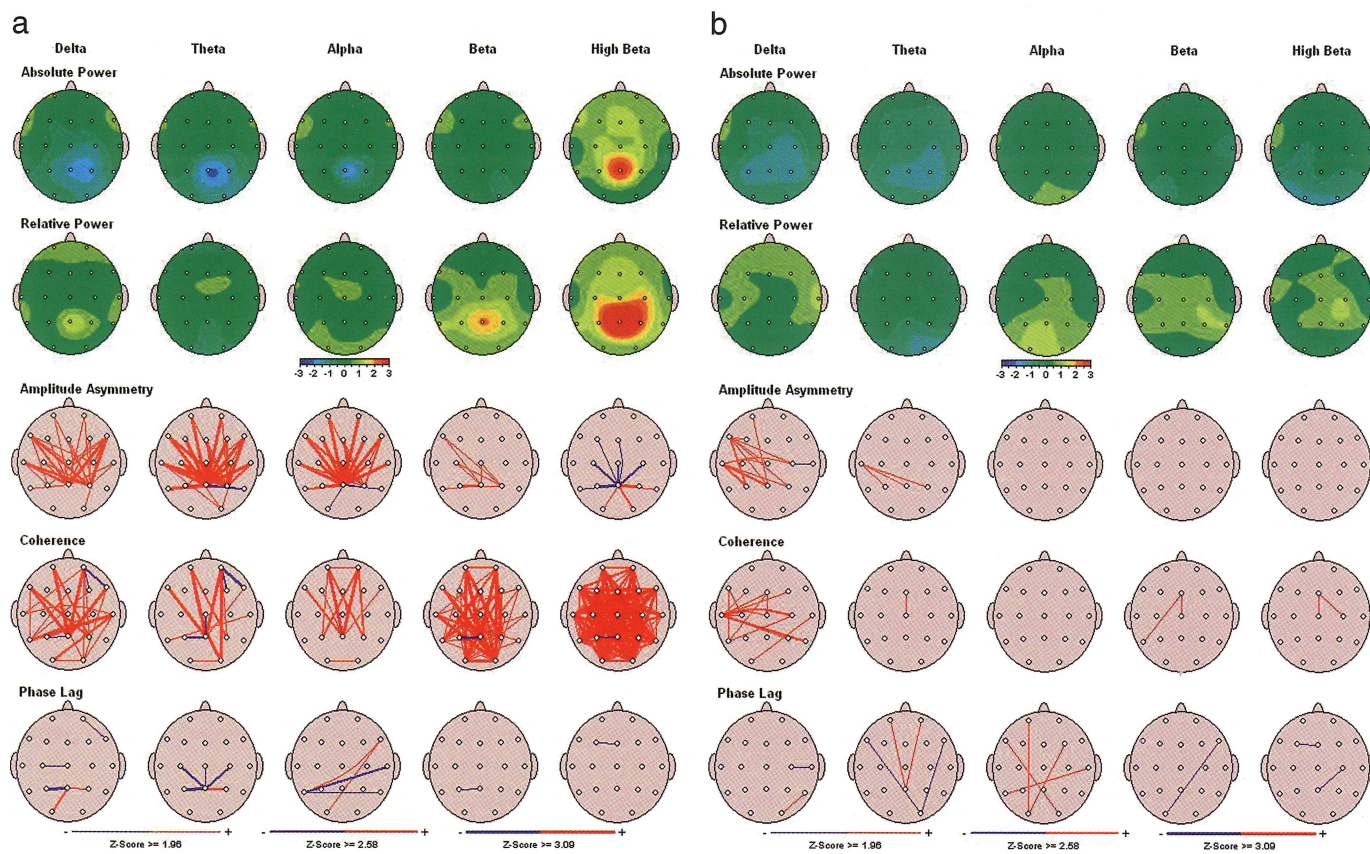 a
Delta Theta Alpha Beta High Beta
Absolute Power
Relative Power
-3 -2 -1 0 1 2 3
Amplitude Asymmetry
Coherence
Phase Lag
- + - + - +
Z-Score >= 1.96 Z-Score >= 2.58 Z-Score >= 3.09
b
Delta Theta Alpha Beta High Beta
Absolute Power
Relative Power
-3 -2 -1 0 1 2 3
Amplitude Asymmetry
Coherence
Phase Lag
- + - + - +
Z-Score >= 1.96 Z-Score >= 2.58 Z-Score >= 3.09